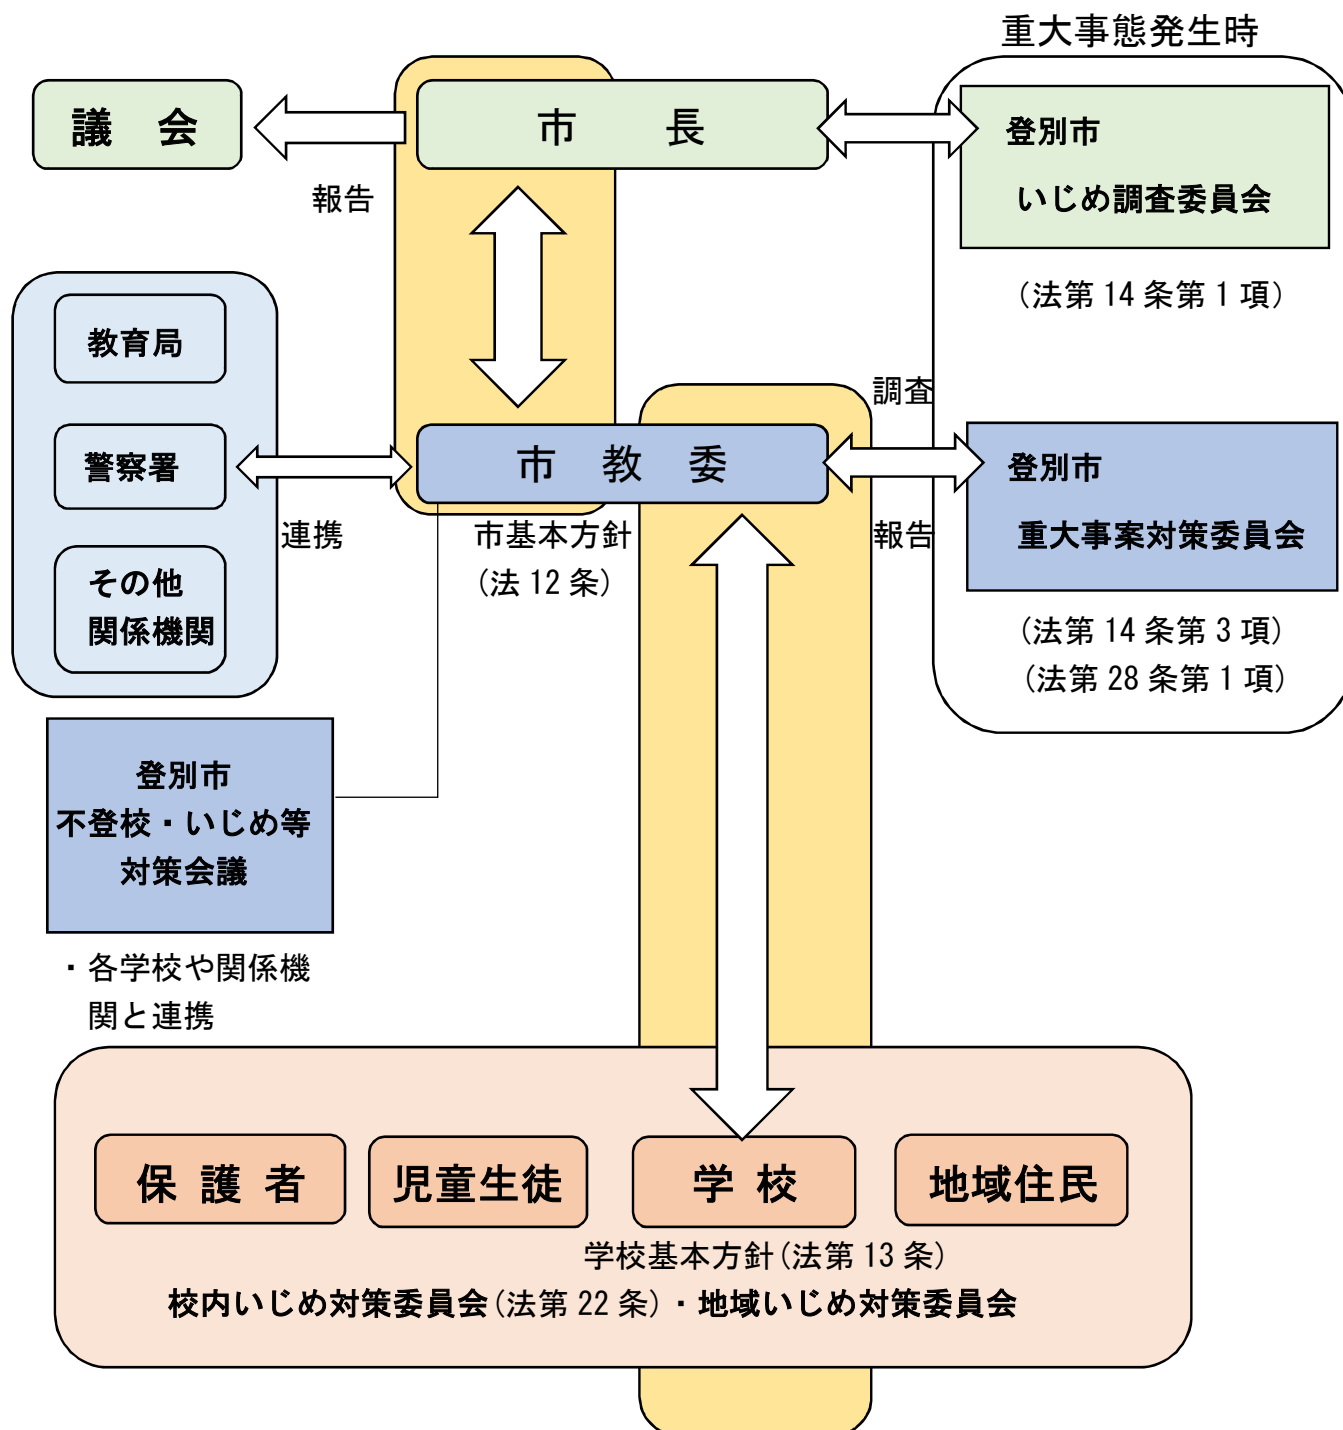 重大事態発生時
議　会
市　　長
登別市
いじめ調査委員会
報告
(法第14条第1項)
教育局
警察署
その他
関係機関
連携
市　教　委
市基本方針
(法12条)
調査
報告
登別市
重大事案対策委員会
(法第14条第3項)
(法第28条第1項)
登別市
不登校・いじめ等
対策会議
・各学校や関係機
関と連携
保 護 者
児童生徒
学 校
地域住民
学校基本方針(法第13条)
校内いじめ対策委員会(法第22条)・地域いじめ対策委員会